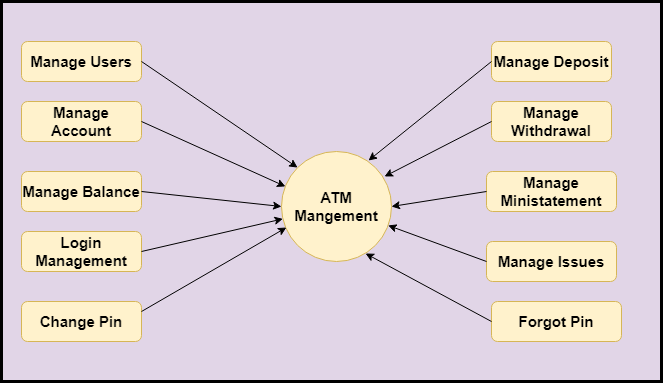 Manage Users
Manage
Account
Manage Balance
Login
Management
Change Pin
ATM
Mangement
Manage Deposit
Manage
Withdrawal
Manage
Ministatement
Manage Issues
Forgot Pin